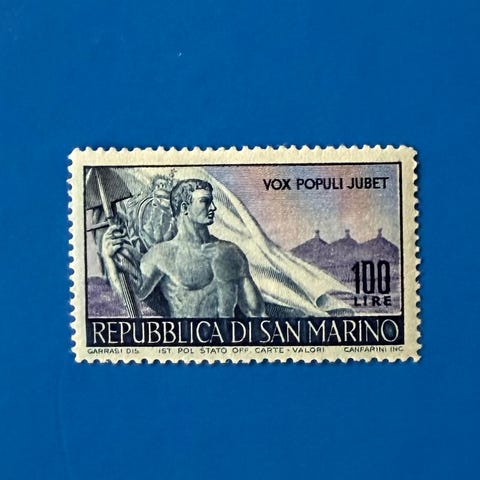 VOX POPULI JUBET
100
LIRE
REPUBBLICA DI SAN MARINO
GARRASI DIS. IST. POL. STATO OFF. CARTE - VALORI CANFARINI INC.